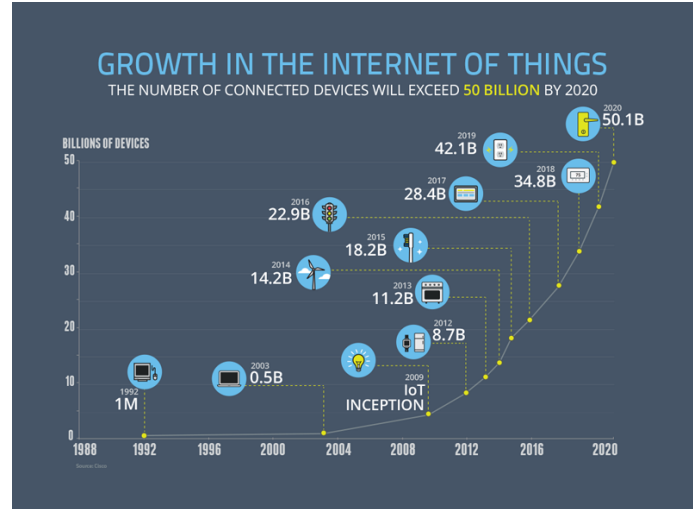 GROWTH IN THE INTERNET OF THINGS
THE NUMBER OF CONNECTED DEVICES WILL EXCEED 50 BILLION BY 2020
BILLIONS OF DEVICES
50
40
30
20
10
0
1992
1M
2003
0.5B
2009
IoT
INCEPTION
2012
8.7B
2013
11.2B
2014
14.2B
2015
18.2B
2016
22.9B
2017
28.4B
2018
34.8B
2019
42.1B
2020
50.1B
1988 1992 1996 2000 2004 2008 2012 2016 2020
Source: Cisco